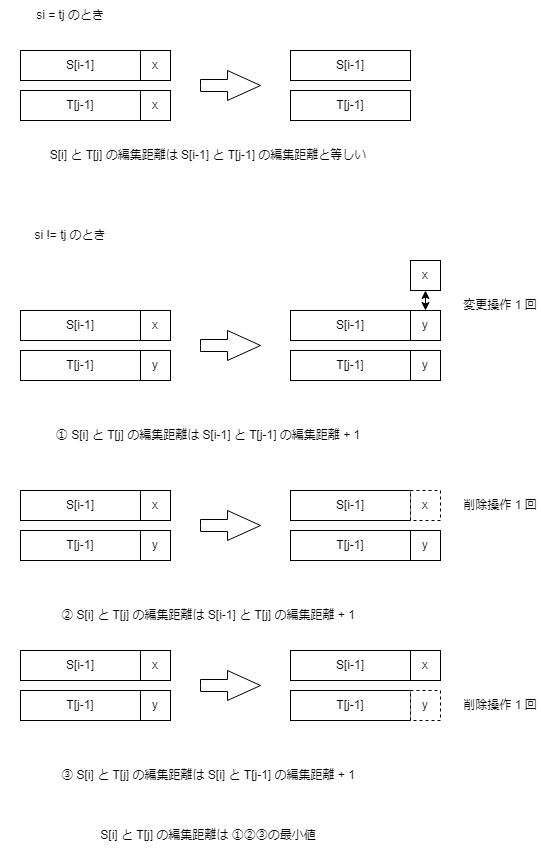 si = tj のとき
S[i-1] x S[i-1]
T[j-1] x T[j-1]
S[i] と T[j] の編集距離は S[i-1] と T[j-1] の編集距離と等しい
si != tj のとき
x
変更操作 1 回
S[i-1] x S[i-1] y
T[j-1] y T[j-1] y
① S[i] と T[j] の編集距離は S[i-1] と T[j-1] の編集距離 + 1
S[i-1] x S[i-1] x 削除操作 1 回
T[j-1] y T[j-1] y
② S[i] と T[j] の編集距離は S[i-1] と T[j] の編集距離 + 1
S[i-1] x S[i-1] x
T[j-1] y T[j-1] y 削除操作 1 回
③ S[i] と T[j] の編集距離は S[i] と T[j-1] の編集距離 + 1
S[i] と T[j] の編集距離は ①②③の最小値